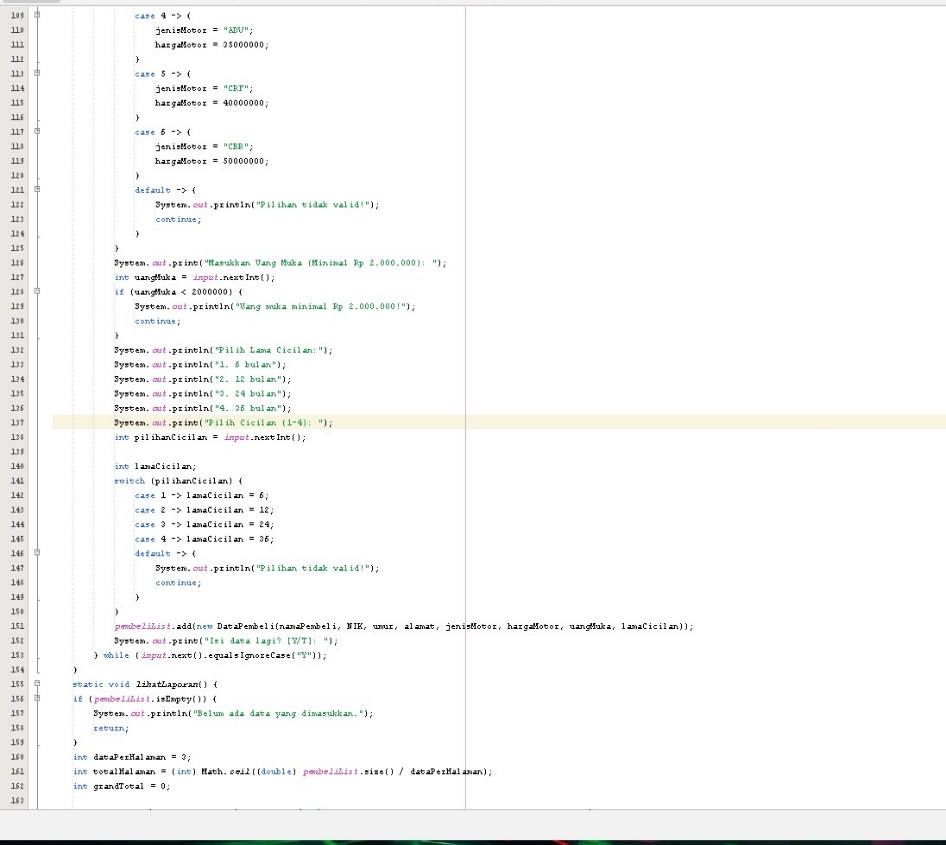 109 case 4 -> {
110 jenisMotor = "ADV";
111 hargaMotor = 35000000;
112 }
113 case 5 -> {
114 jenisMotor = "CRF";
115 hargaMotor = 40000000;
116 }
117 case 6 -> {
118 jenisMotor = "CBR";
119 hargaMotor = 50000000;
120 }
121 default -> {
122 System.out.println("Pilihan tidak valid!");
123 continue;
124 }
125 }
126 System.out.print("Masukkan Uang Muka (Minimal Rp 2.000.000): ");
127 int uangMuka = input.nextInt();
128 if (uangMuka < 2000000) {
129 System.out.println("Uang muka minimal Rp 2.000.000!");
130 continue;
131 }
132 System.out.println("Pilih Lama Cicilan:");
133 System.out.println("1. 6 bulan");
134 System.out.println("2. 12 bulan");
135 System.out.println("3. 24 bulan");
136 System.out.println("4. 36 bulan");
137 System.out.print("Pilih Cicilan (1-4): ");
138 int pilihanCicilan = input.nextInt();
139
140 int lamaCicilan;
141 switch (pilihanCicilan) {
142 case 1 -> lamaCicilan = 6;
143 case 2 -> lamaCicilan = 12;
144 case 3 -> lamaCicilan = 24;
145 case 4 -> lamaCicilan = 36;
146 default -> {
147 System.out.println("Pilihan tidak valid!");
148 continue;
149 }
150 }
151 pembeliList.add(new DataPembeli(namaPembeli, NIK, umur, alamat, jenisMotor, hargaMotor, uangMuka, lamaCicilan));
152 System.out.print("Isi data lagi? [Y/T]: ");
153 } while (input.next().equalsIgnoreCase("Y"));
154 }
155 static void lihatLaporan() {
156 if (pembeliList.isEmpty()) {
157 System.out.println("Belum ada data yang dimasukkan.");
158 return;
159 }
160 int dataPerHalaman = 3;
161 int totalHalaman = (int) Math.ceil((double) pembeliList.size() / dataPerHalaman);
162 int grandTotal = 0;
163